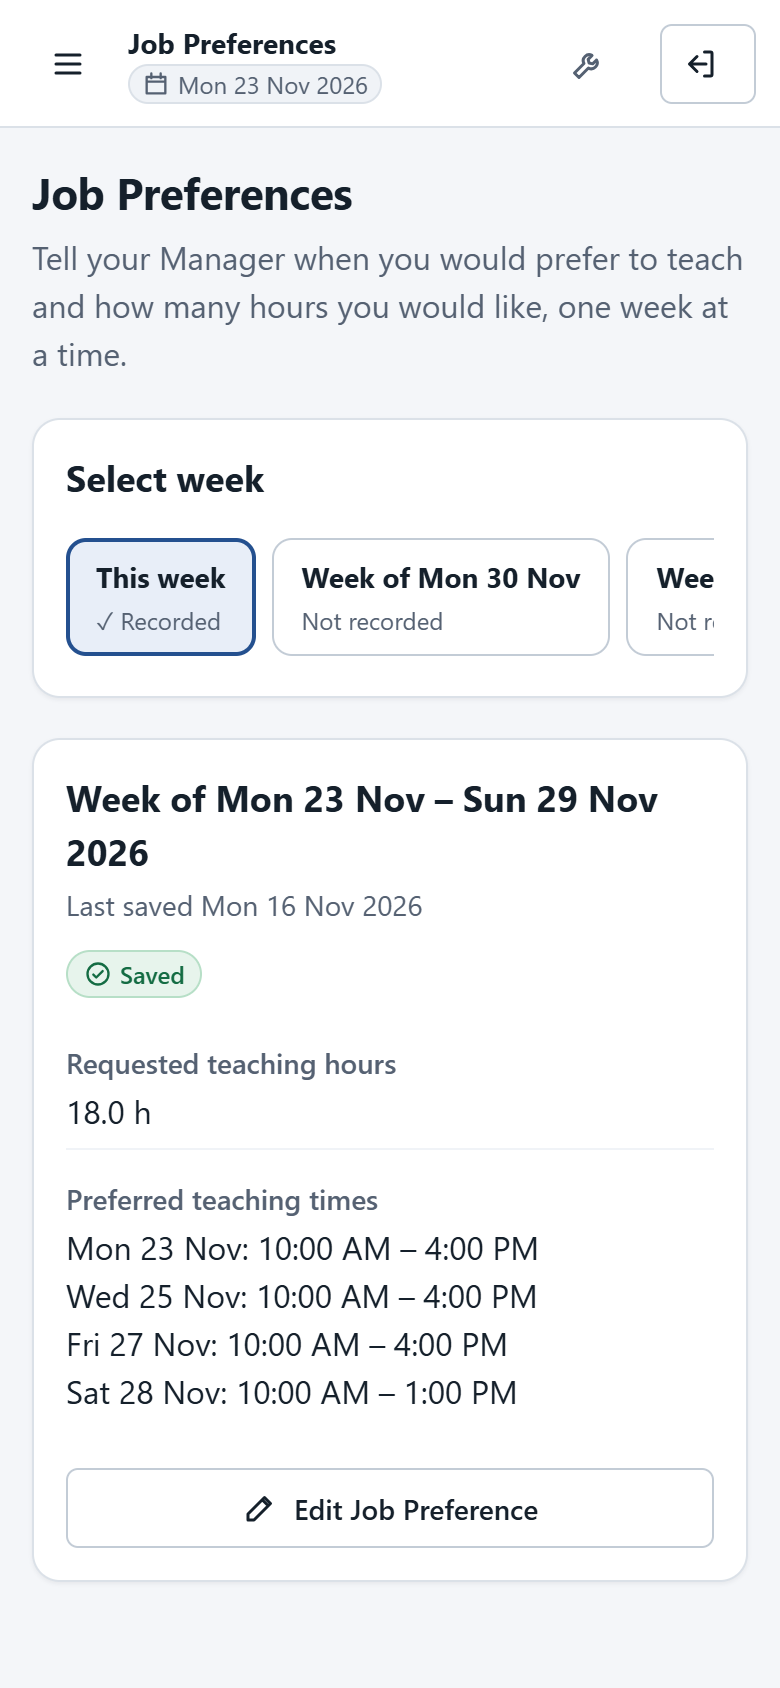 Job Preferences
Mon 23 Nov 2026
Job Preferences
Tell your Manager when you would prefer to teach
and how many hours you would like, one week at
a time.
Select week
This week
✓ Recorded
Week of Mon 30 Nov
Not recorded
Wee
Not r
Week of Mon 23 Nov – Sun 29 Nov
2026
Last saved Mon 16 Nov 2026
Saved
Requested teaching hours
18.0 h
Preferred teaching times
Mon 23 Nov: 10:00 AM – 4:00 PM
Wed 25 Nov: 10:00 AM – 4:00 PM
Fri 27 Nov: 10:00 AM – 4:00 PM
Sat 28 Nov: 10:00 AM – 1:00 PM
Edit Job Preference